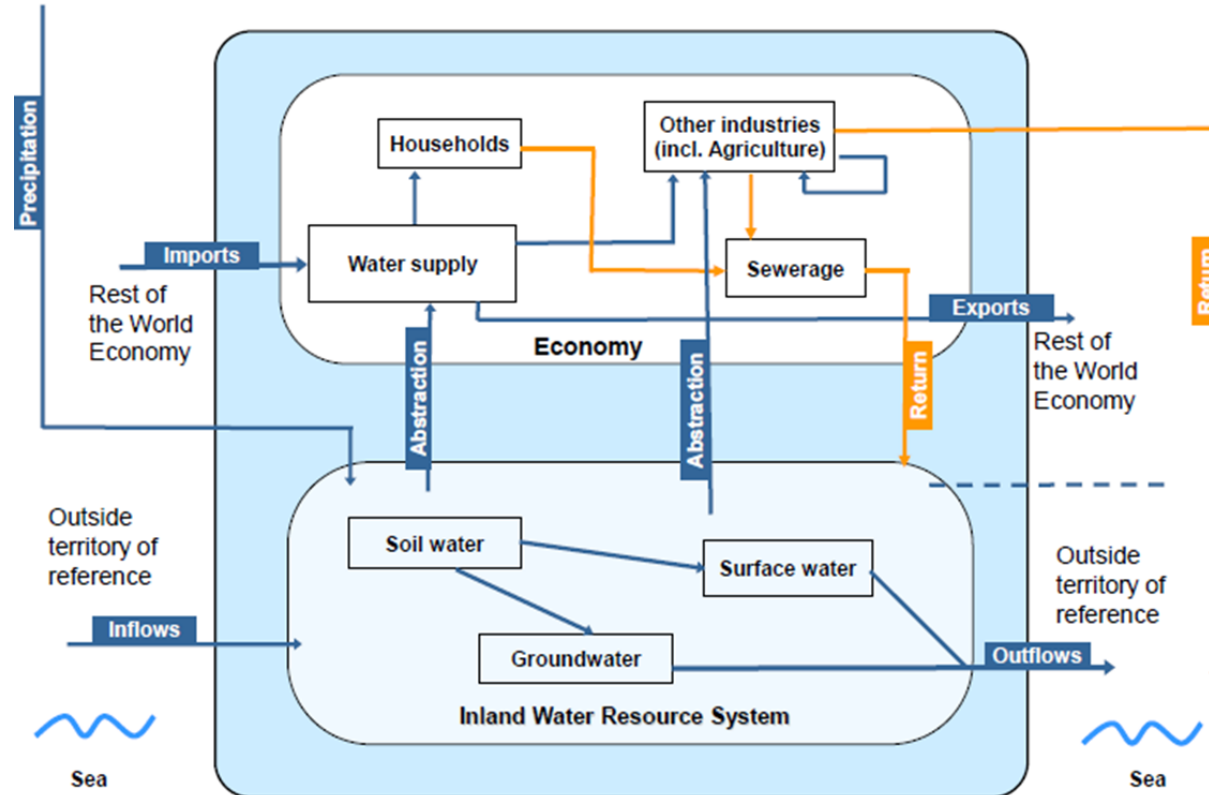 Precipitation
Households
Other industries
(incl. Agriculture)
Imports
Water supply
Sewerage
Return
Rest of
the World
Economy
Exports
Economy
Rest of
the World
Economy
Abstraction
Abstraction
Return
Outside
territory of
reference
Soil water
Surface water
Outside
territory of
reference
Inflows
Groundwater
Outflows
Inland Water Resource System
Sea
Sea